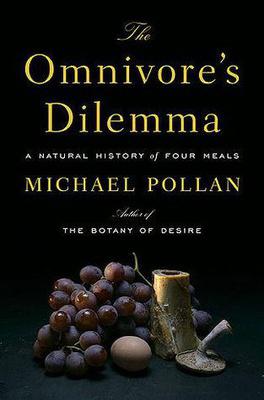 The
Omnivore's
Dilemma
A NATURAL HISTORY of FOUR MEALS
MICHAEL POLLAN
Author of
THE BOTANY OF DESIRE